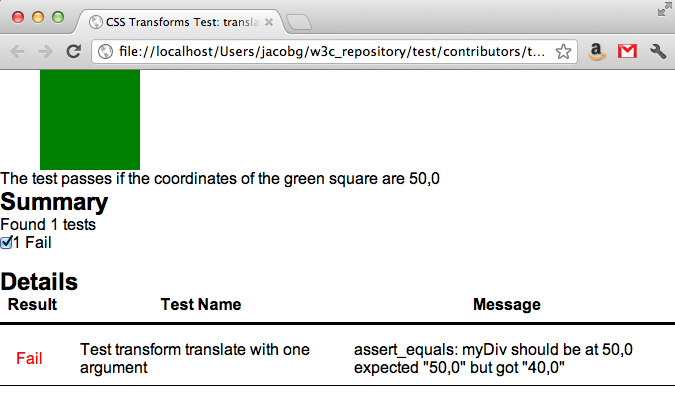 CSS Transforms Test: transla
file://localhost/Users/jacobg/w3c_repository/test/contributors/t...
The test passes if the coordinates of the green square are 50,0
Summary
Found 1 tests
1 Fail
Details
Result Test Name Message
Fail Test transform translate with one argument assert_equals: myDiv should be at 50,0 expected "50,0" but got "40,0"